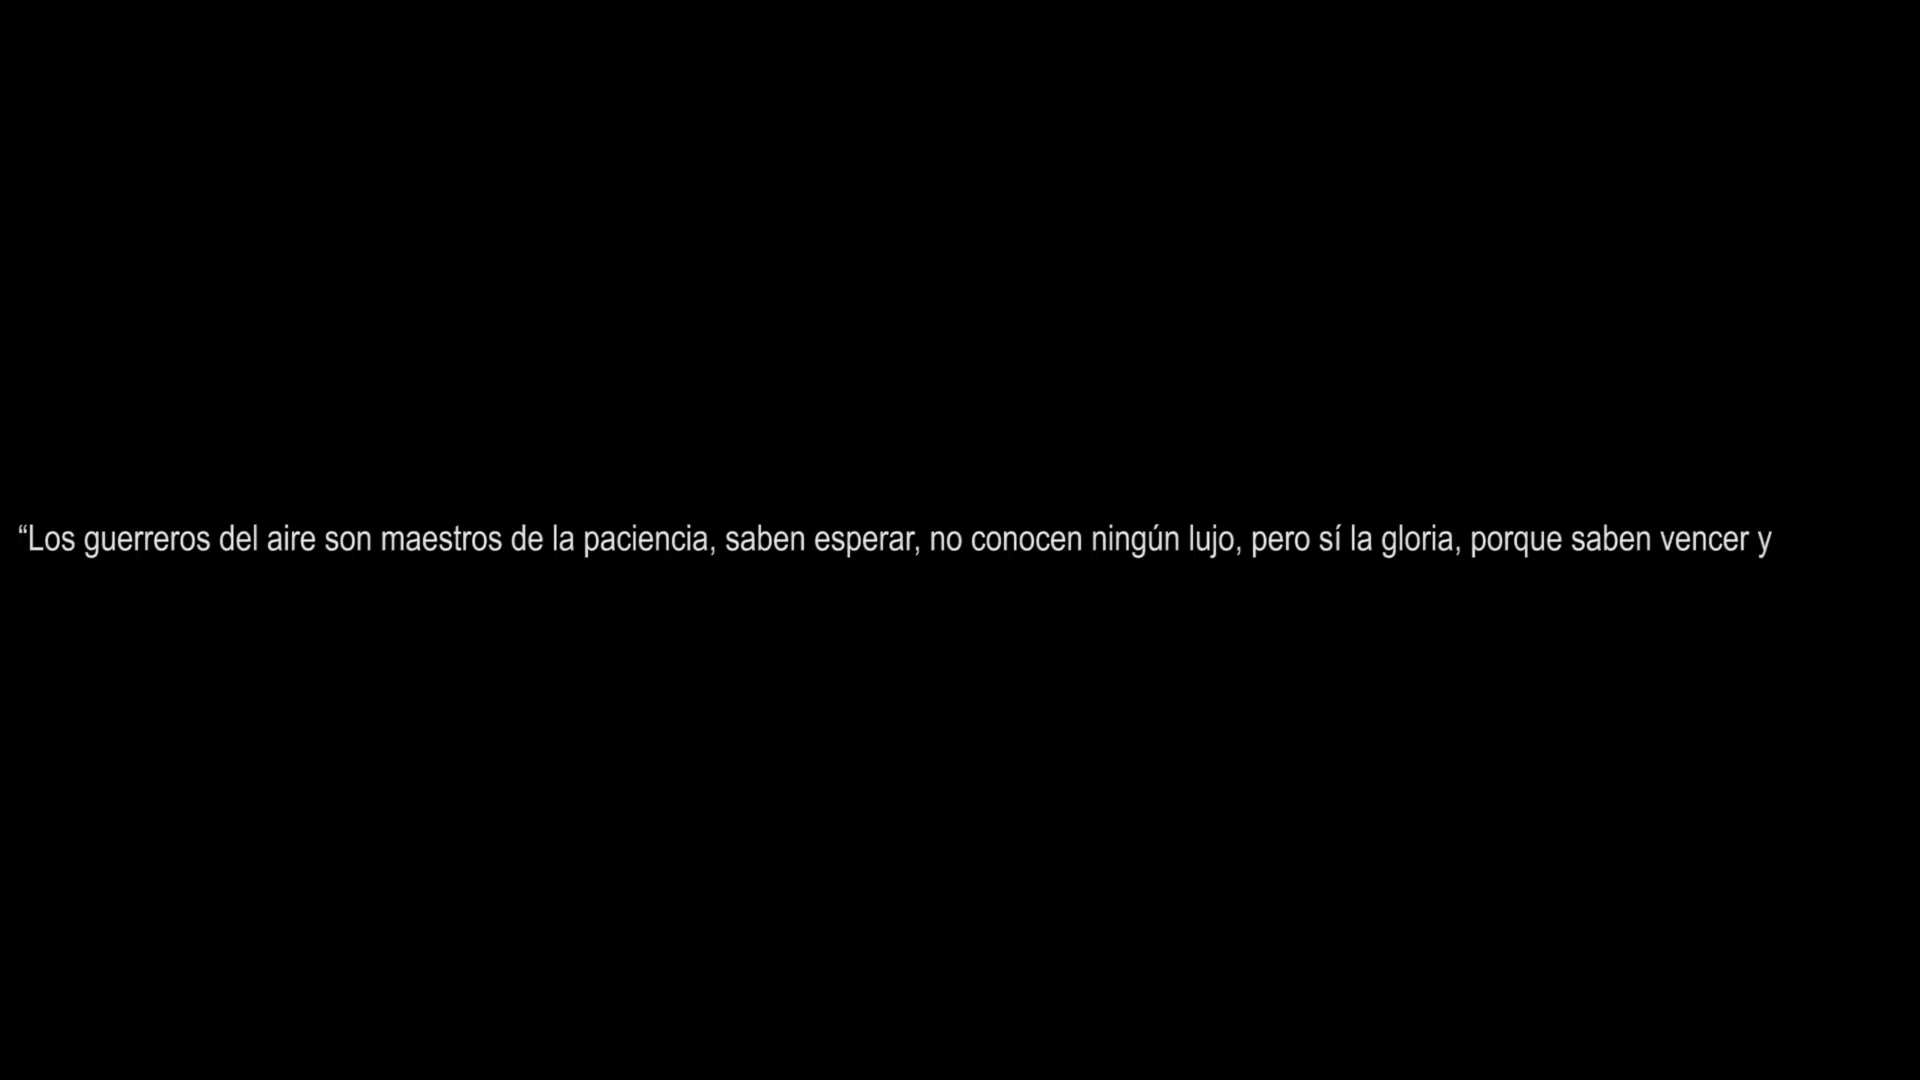 “Los guerreros del aire son maestros de la paciencia, saben esperar, no conocen ningún lujo, pero sí la gloria, porque saben vencer y